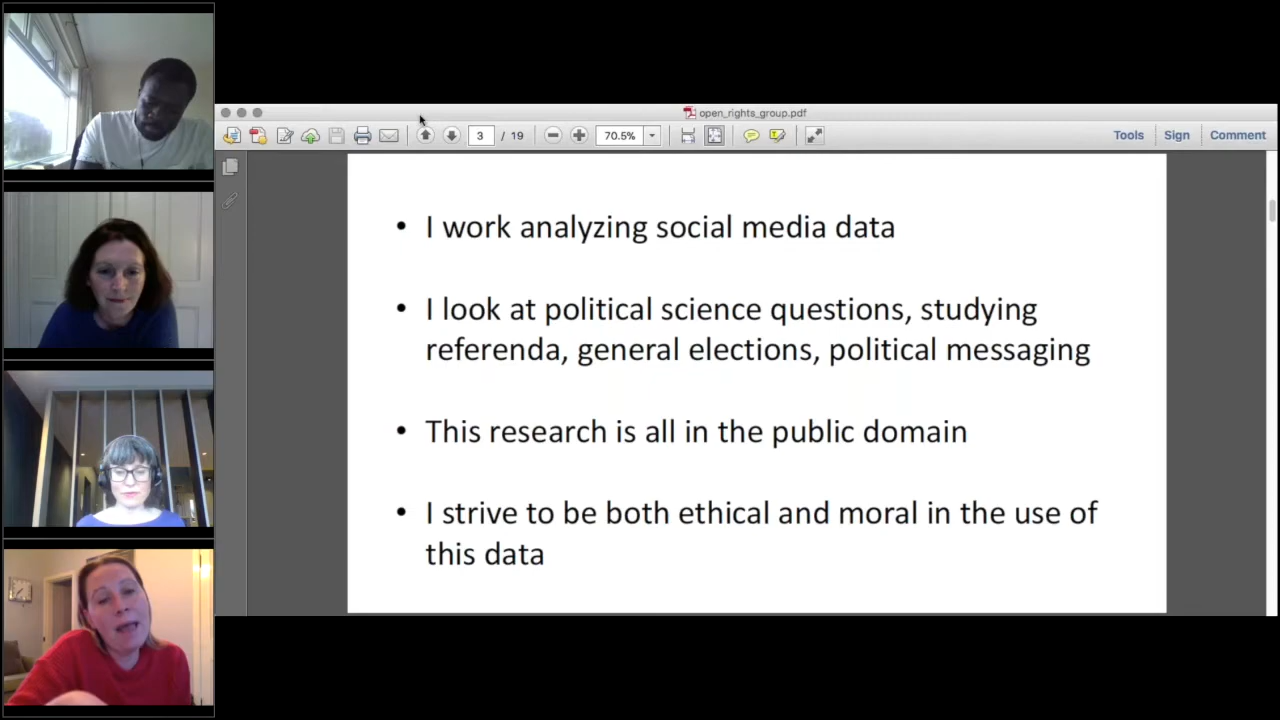 open_rights_group.pdf
3 / 19
70.5%
Tools
Sign
Comment
• I work analyzing social media data
• I look at political science questions, studying
referenda, general elections, political messaging
• This research is all in the public domain
• I strive to be both ethical and moral in the use of
this data